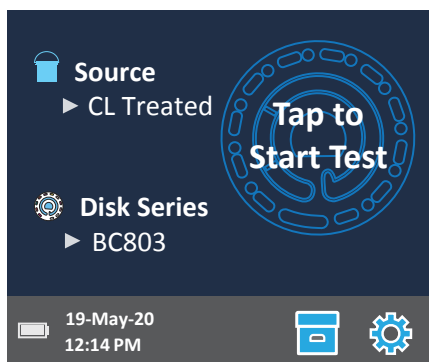 Source
CL Treated
Tap to
Start Test
Disk Series
BC803
19-May-20
12:14 PM